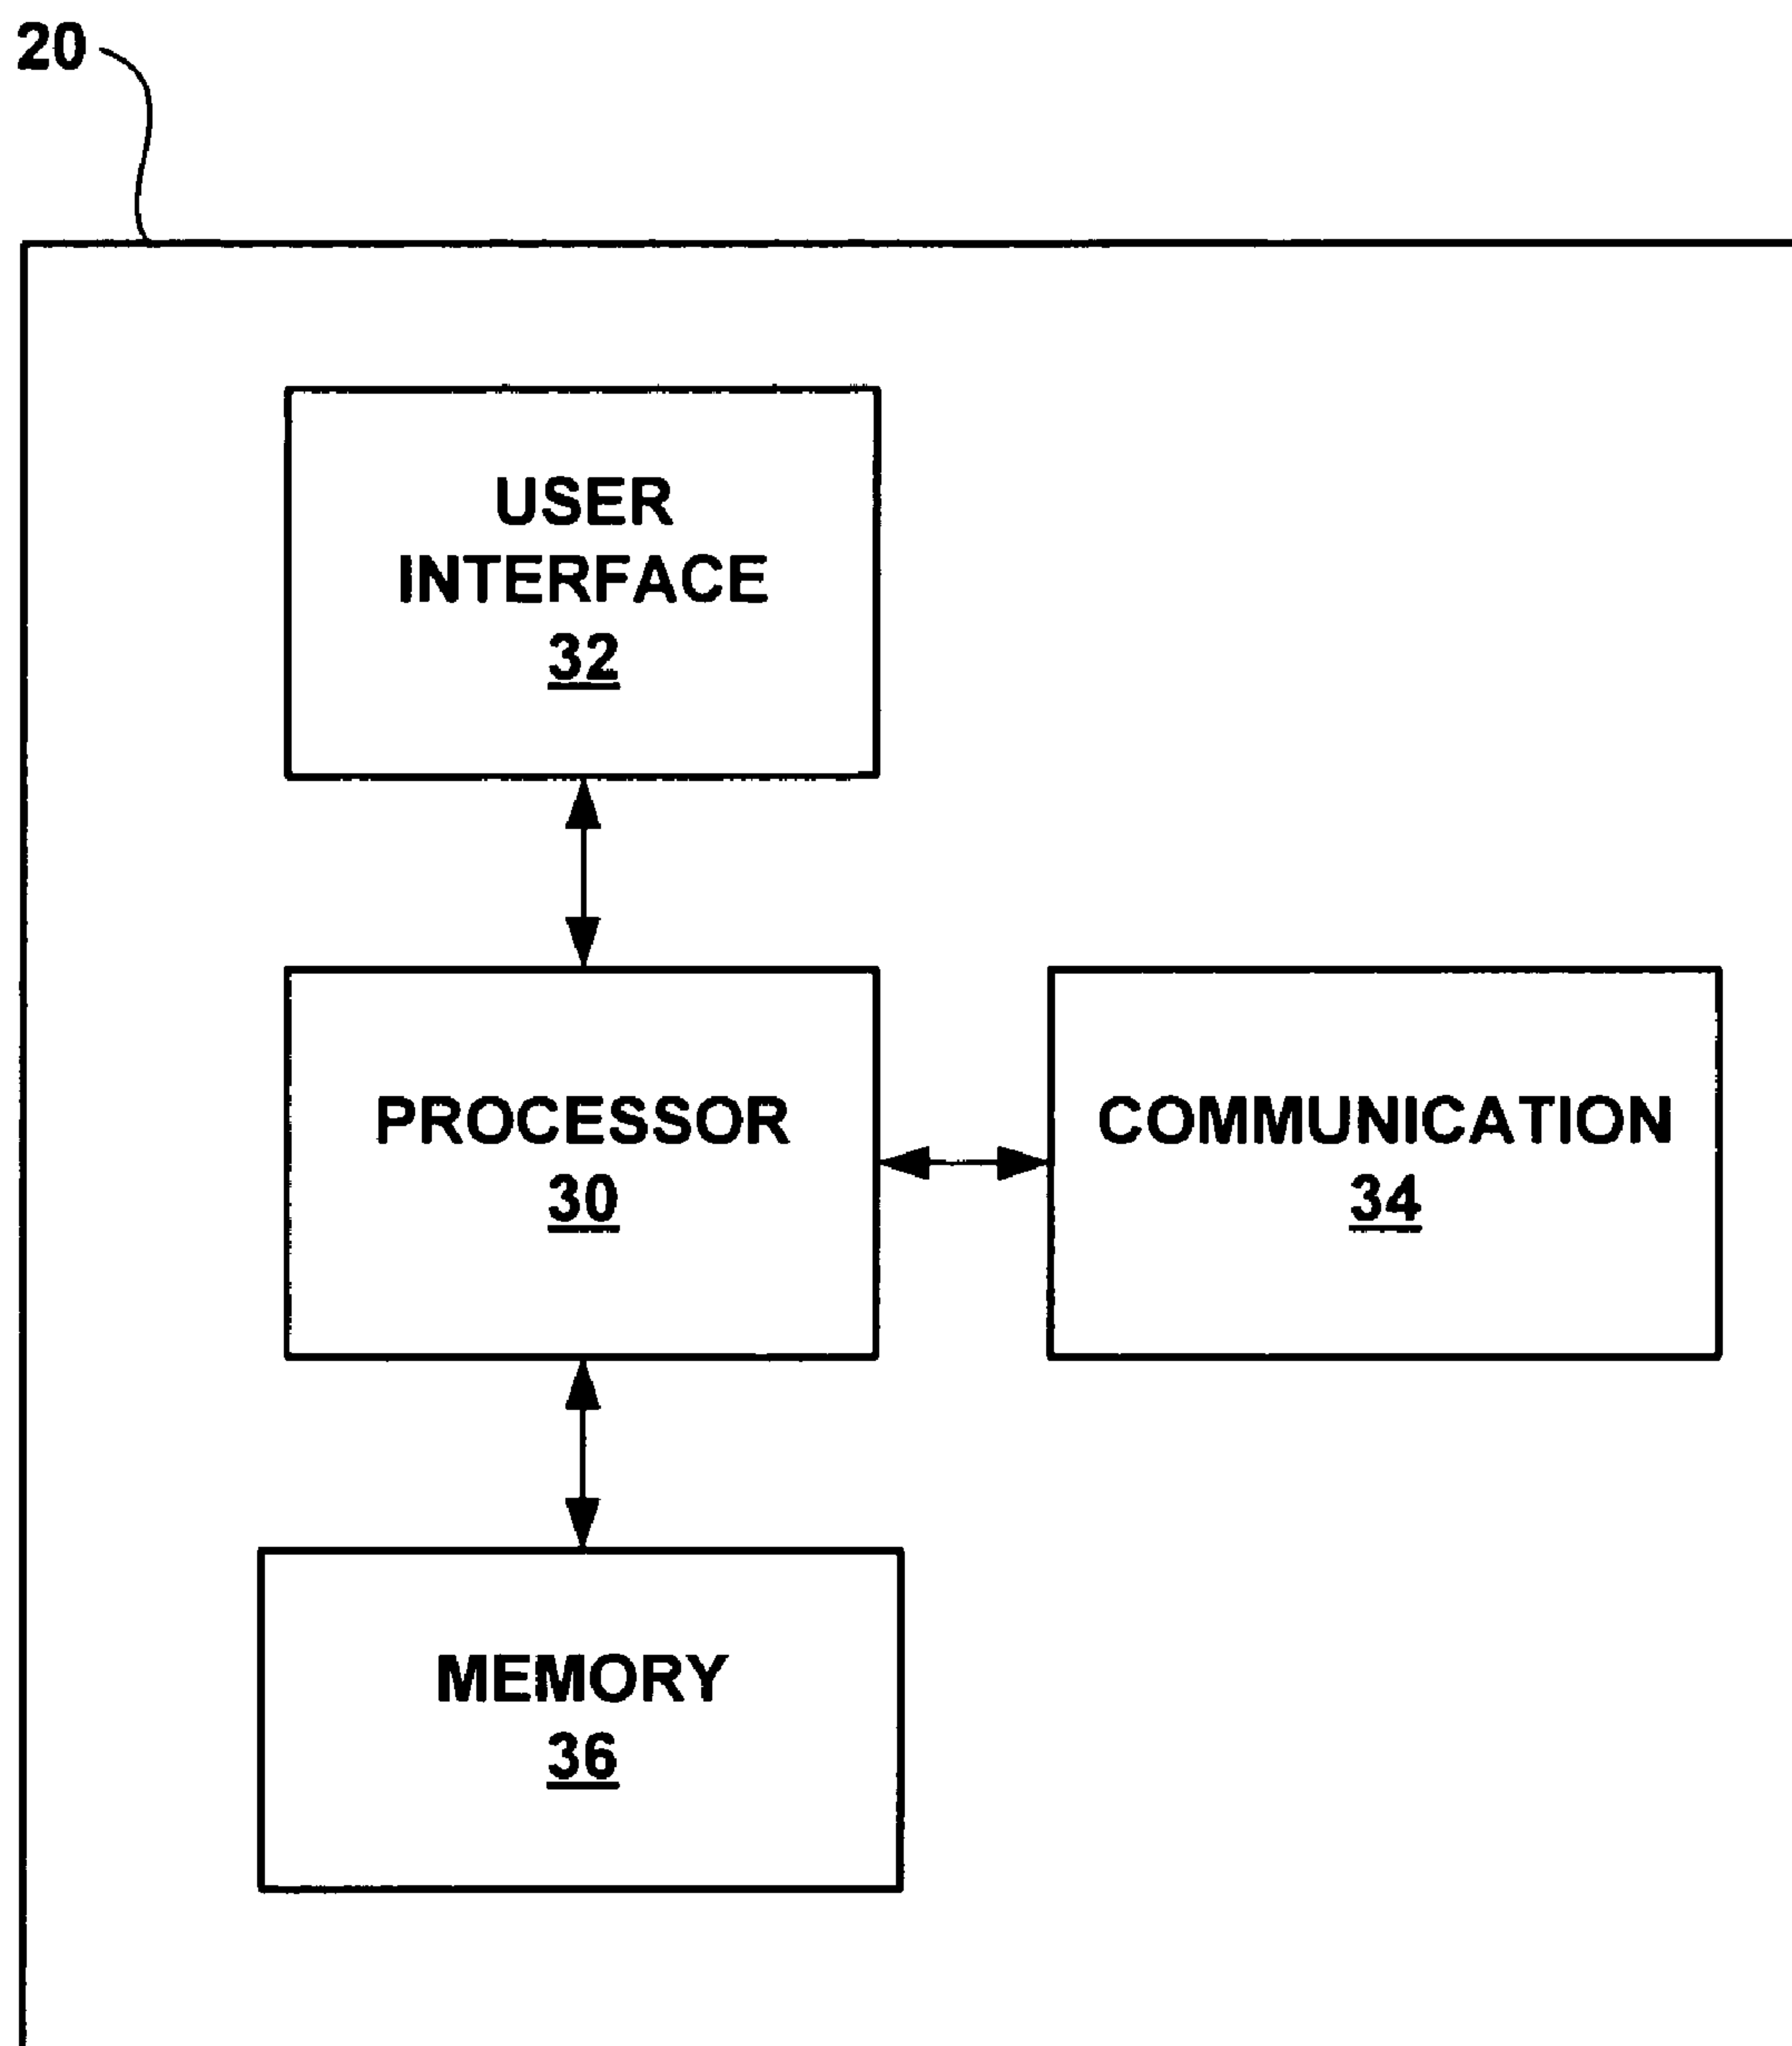 20
USER
INTERFACE
32
PROCESSOR
30
COMMUNICATION
34
MEMORY
36